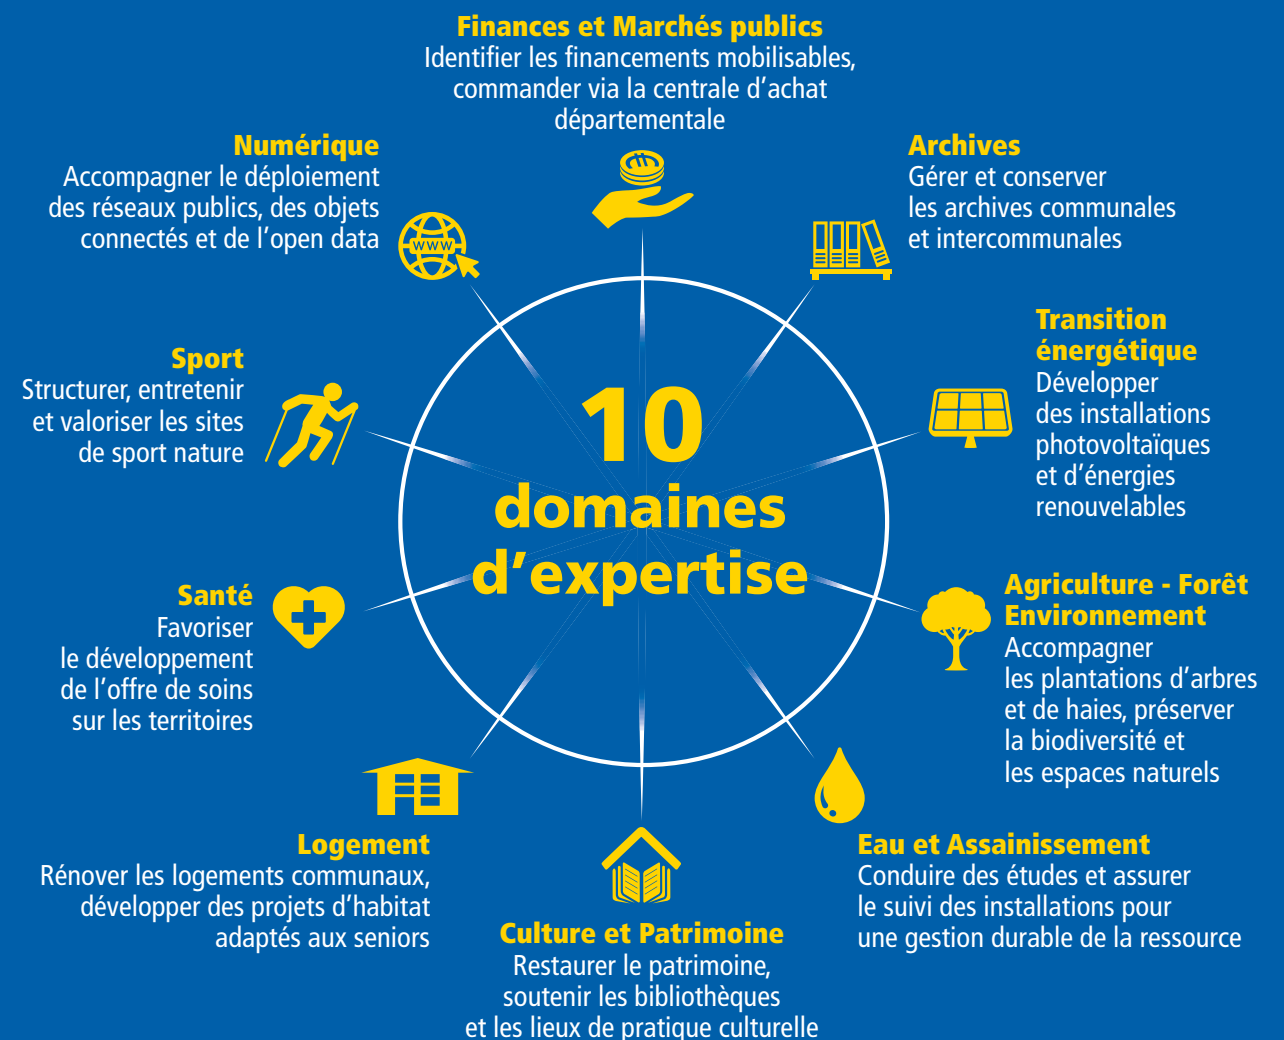 Finances et Marchés publics
Identifier les financements mobilisables,
commander via la centrale d'achat
départementale
Archives
Gérer et conserver
les archives communales
et intercommunales
Transition
énergétique
Développer
des installations
photovoltaïques
et d'énergies
renouvelables
Agriculture - Forêt
Environnement
Accompagner
les plantations d'arbres
et de haies, préserver
la biodiversité et
les espaces naturels
Eau et Assainissement
Conduire des études et assurer
le suivi des installations pour
une gestion durable de la ressource
Culture et Patrimoine
Restaurer le patrimoine,
soutenir les bibliothèques
et les lieux de pratique culturelle
Logement
Rénover les logements communaux,
développer des projets d'habitat
adaptés aux seniors
Santé
Favoriser
le développement
de l'offre de soins
sur les territoires
Sport
Structurer, entretenir
et valoriser les sites
de sport nature
Numérique
Accompagner le déploiement
des réseaux publics, des objets
connectés et de l'open data
WWW
10
domaines
d'expertise